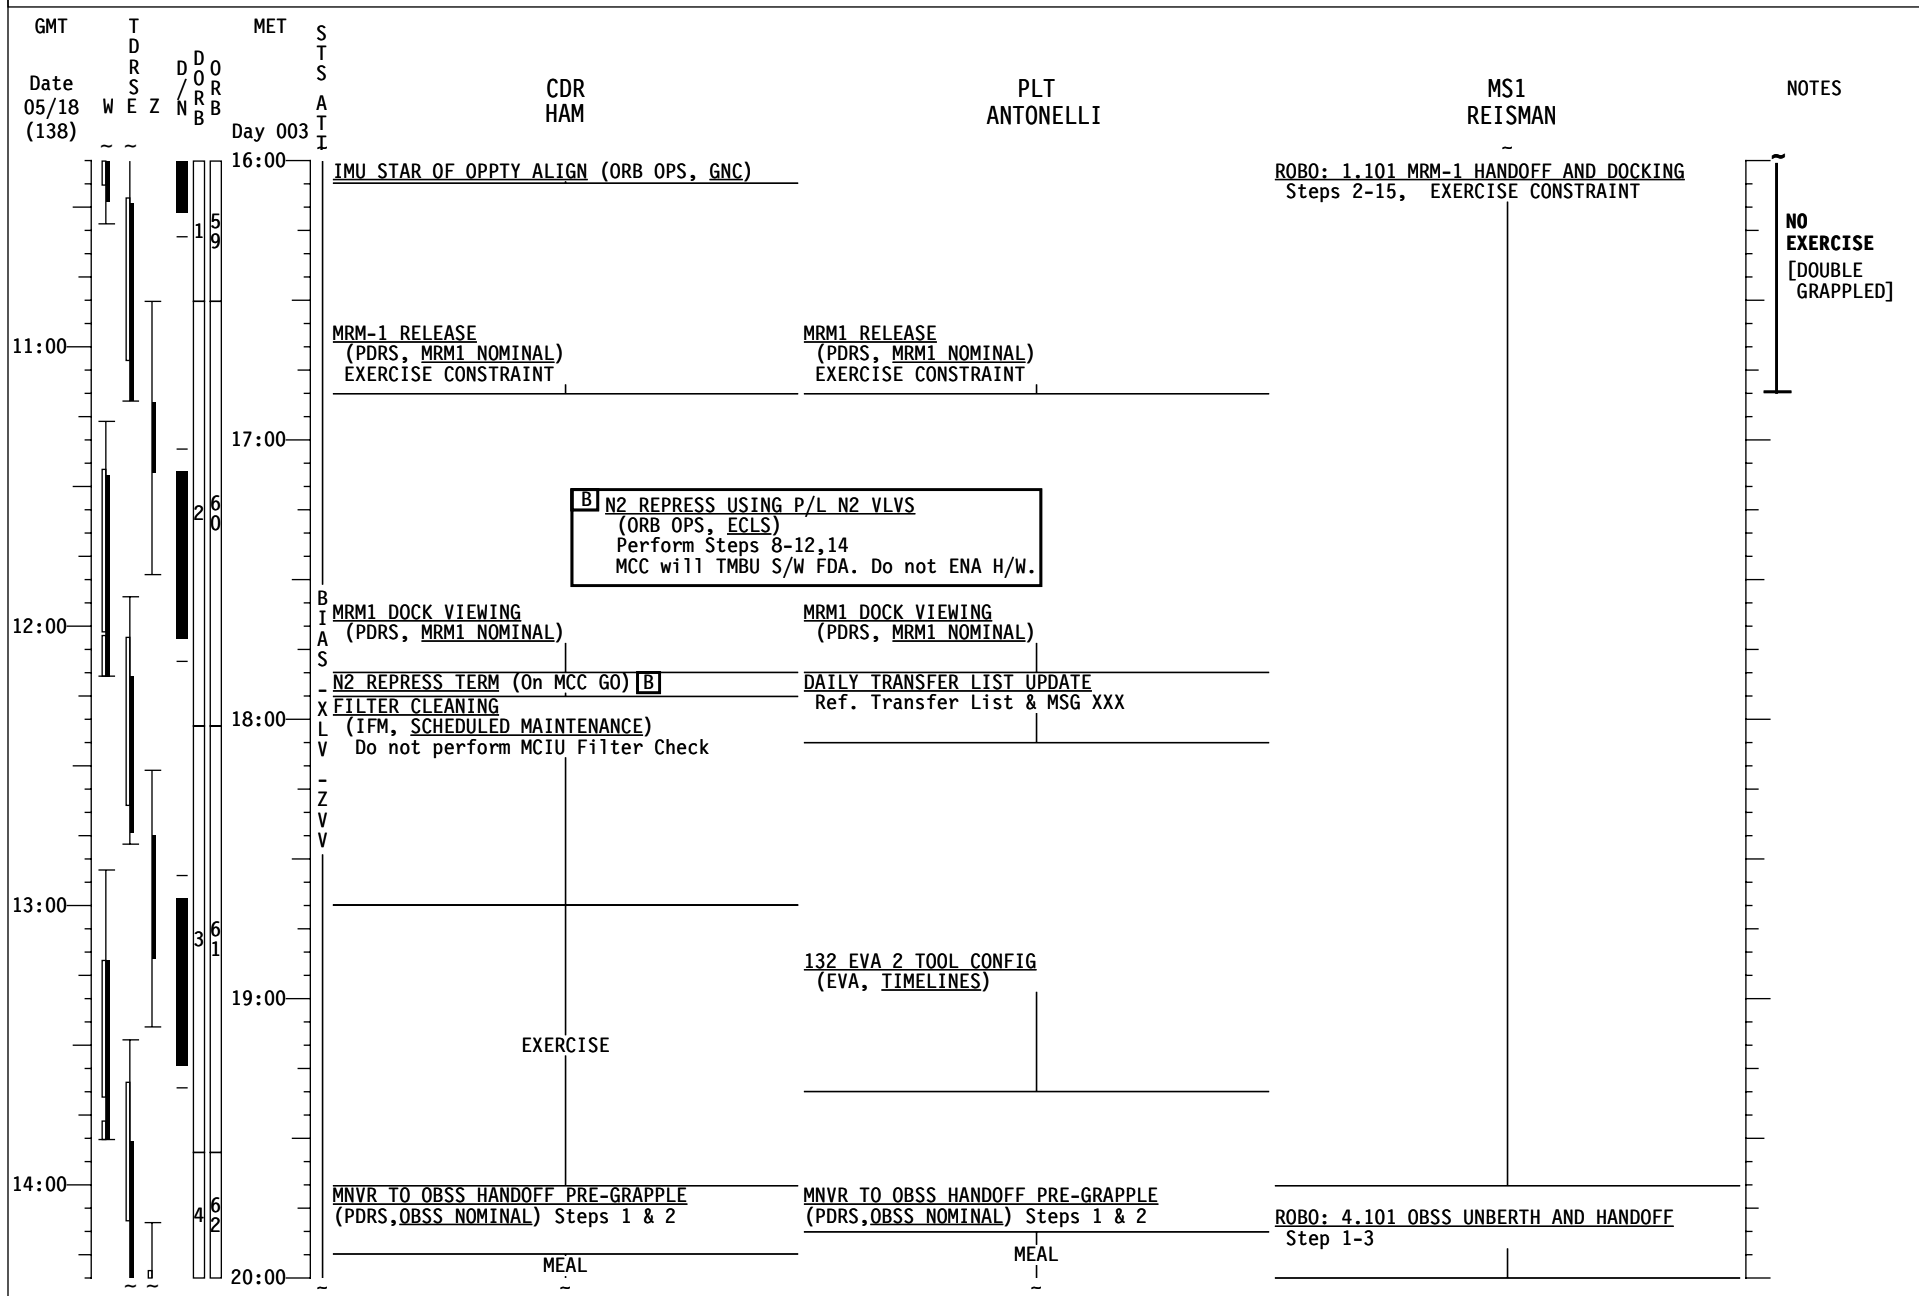 GMT
TDRS
MET
STS ATT
Date
05/18
(138)
W E Z
D/N
DORB
ORB
Day 003
CDR
HAM
PLT
ANTONELLI
MS1
REISMAN
NOTES
~ ~ ~ ~
16:00
IMU STAR OF OPPTY ALIGN (ORB OPS, GNC)
ROBO: 1.101 MRM-1 HANDOFF AND DOCKING
Steps 2-15, EXERCISE CONSTRAINT
1
59
NO
EXERCISE
[DOUBLE
GRAPPLED]
11:00
MRM-1 RELEASE
(PDRS, MRM1 NOMINAL)
EXERCISE CONSTRAINT
MRM1 RELEASE
(PDRS, MRM1 NOMINAL)
EXERCISE CONSTRAINT
17:00
2
60
B N2 REPRESS USING P/L N2 VLVS
(ORB OPS, ECLS)
Perform Steps 8-12,14
MCC will TMBU S/W FDA. Do not ENA H/W.
BIAS -XLV -ZVV
12:00
MRM1 DOCK VIEWING
(PDRS, MRM1 NOMINAL)
MRM1 DOCK VIEWING
(PDRS, MRM1 NOMINAL)
N2 REPRESS TERM (On MCC GO) B
DAILY TRANSFER LIST UPDATE
Ref. Transfer List & MSG XXX
18:00
FILTER CLEANING
(IFM, SCHEDULED MAINTENANCE)
Do not perform MCIU Filter Check
13:00
3
61
132 EVA 2 TOOL CONFIG
(EVA, TIMELINES)
19:00
EXERCISE
14:00
MNVR TO OBSS HANDOFF PRE-GRAPPLE
(PDRS,OBSS NOMINAL) Steps 1 & 2
MNVR TO OBSS HANDOFF PRE-GRAPPLE
(PDRS,OBSS NOMINAL) Steps 1 & 2
4
62
ROBO: 4.101 OBSS UNBERTH AND HANDOFF
Step 1-3
MEAL
MEAL
20:00
~ ~ ~ ~ ~